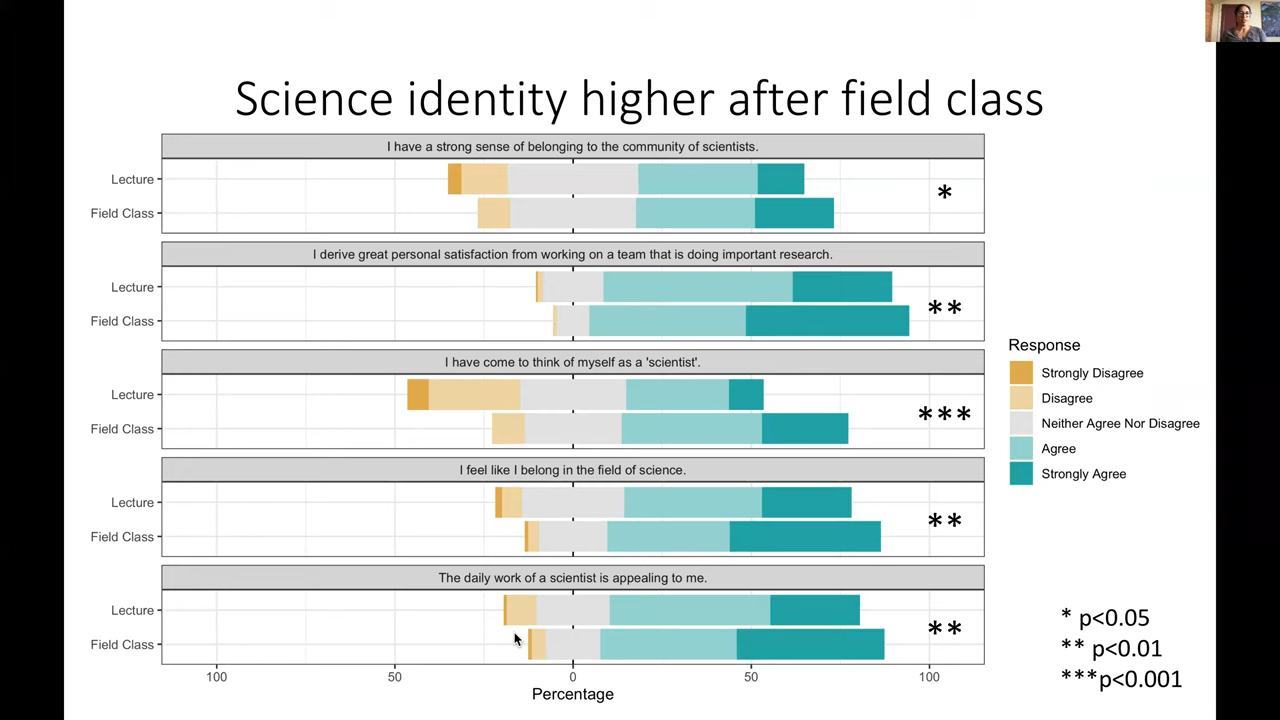 Science identity higher after field class
I have a strong sense of belonging to the community of scientists.
Lecture
*
Field Class
I derive great personal satisfaction from working on a team that is doing important research.
Lecture
**
Field Class
I have come to think of myself as a 'scientist'.
Lecture
***
Field Class
I feel like I belong in the field of science.
Lecture
**
Field Class
The daily work of a scientist is appealing to me.
Lecture
**
Field Class
100 50 0 50 100
Percentage
Response
Strongly Disagree
Disagree
Neither Agree Nor Disagree
Agree
Strongly Agree
* p<0.05
** p<0.01
***p<0.001